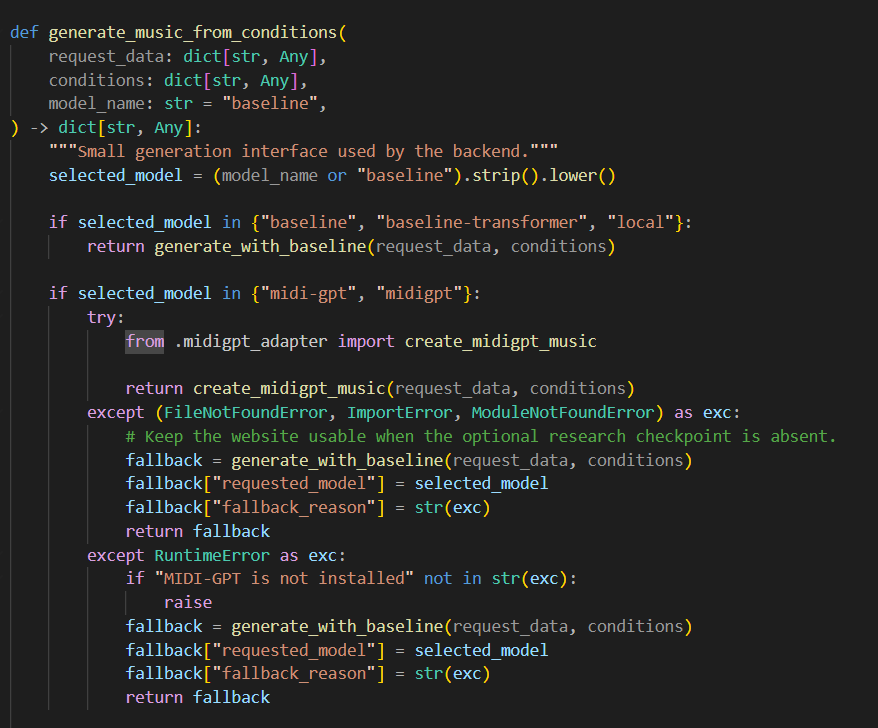 def generate_music_from_conditions(
    request_data: dict[str, Any],
    conditions: dict[str, Any],
    model_name: str = "baseline",
) -> dict[str, Any]:
    """Small generation interface used by the backend."""
    selected_model = (model_name or "baseline").strip().lower()

    if selected_model in {"baseline", "baseline-transformer", "local"}:
        return generate_with_baseline(request_data, conditions)

    if selected_model in {"midi-gpt", "midigpt"}:
        try:
            from .midigpt_adapter import create_midigpt_music

            return create_midigpt_music(request_data, conditions)
        except (FileNotFoundError, ImportError, ModuleNotFoundError) as exc:
            # Keep the website usable when the optional research checkpoint is absent.
            fallback = generate_with_baseline(request_data, conditions)
            fallback["requested_model"] = selected_model
            fallback["fallback_reason"] = str(exc)
            return fallback
        except RuntimeError as exc:
            if "MIDI-GPT is not installed" not in str(exc):
                raise
            fallback = generate_with_baseline(request_data, conditions)
            fallback["requested_model"] = selected_model
            fallback["fallback_reason"] = str(exc)
            return fallback